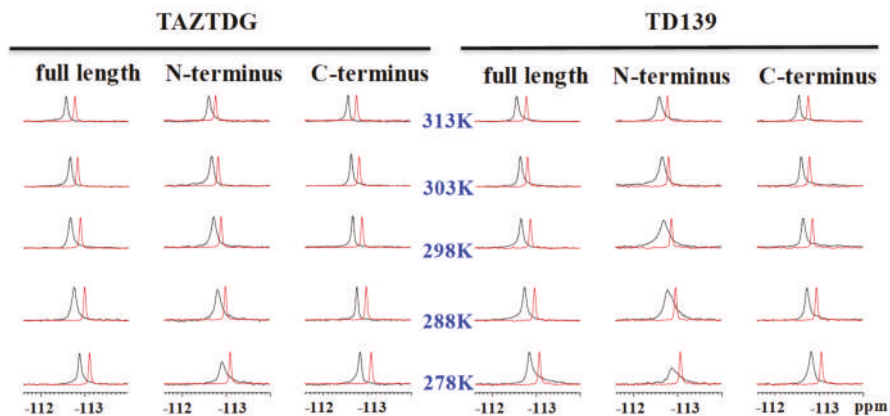 TAZTDG TD139
full length N-terminus C-terminus full length N-terminus C-terminus
313K
303K
298K
288K
278K
-112 -113 -112 -113 -112 -113 -112 -113 -112 -113 -112 -113 ppm